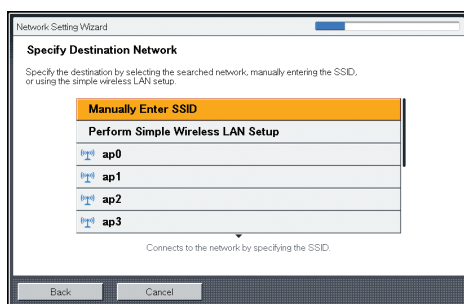 Network Setting Wizard
Specify Destination Network
Specify the destination by selecting the searched network, manually entering the SSID,
or using the simple wireless LAN setup.
Manually Enter SSID
Perform Simple Wireless LAN Setup
ap0
ap1
ap2
ap3
Connects to the network by specifying the SSID.
Back
Cancel